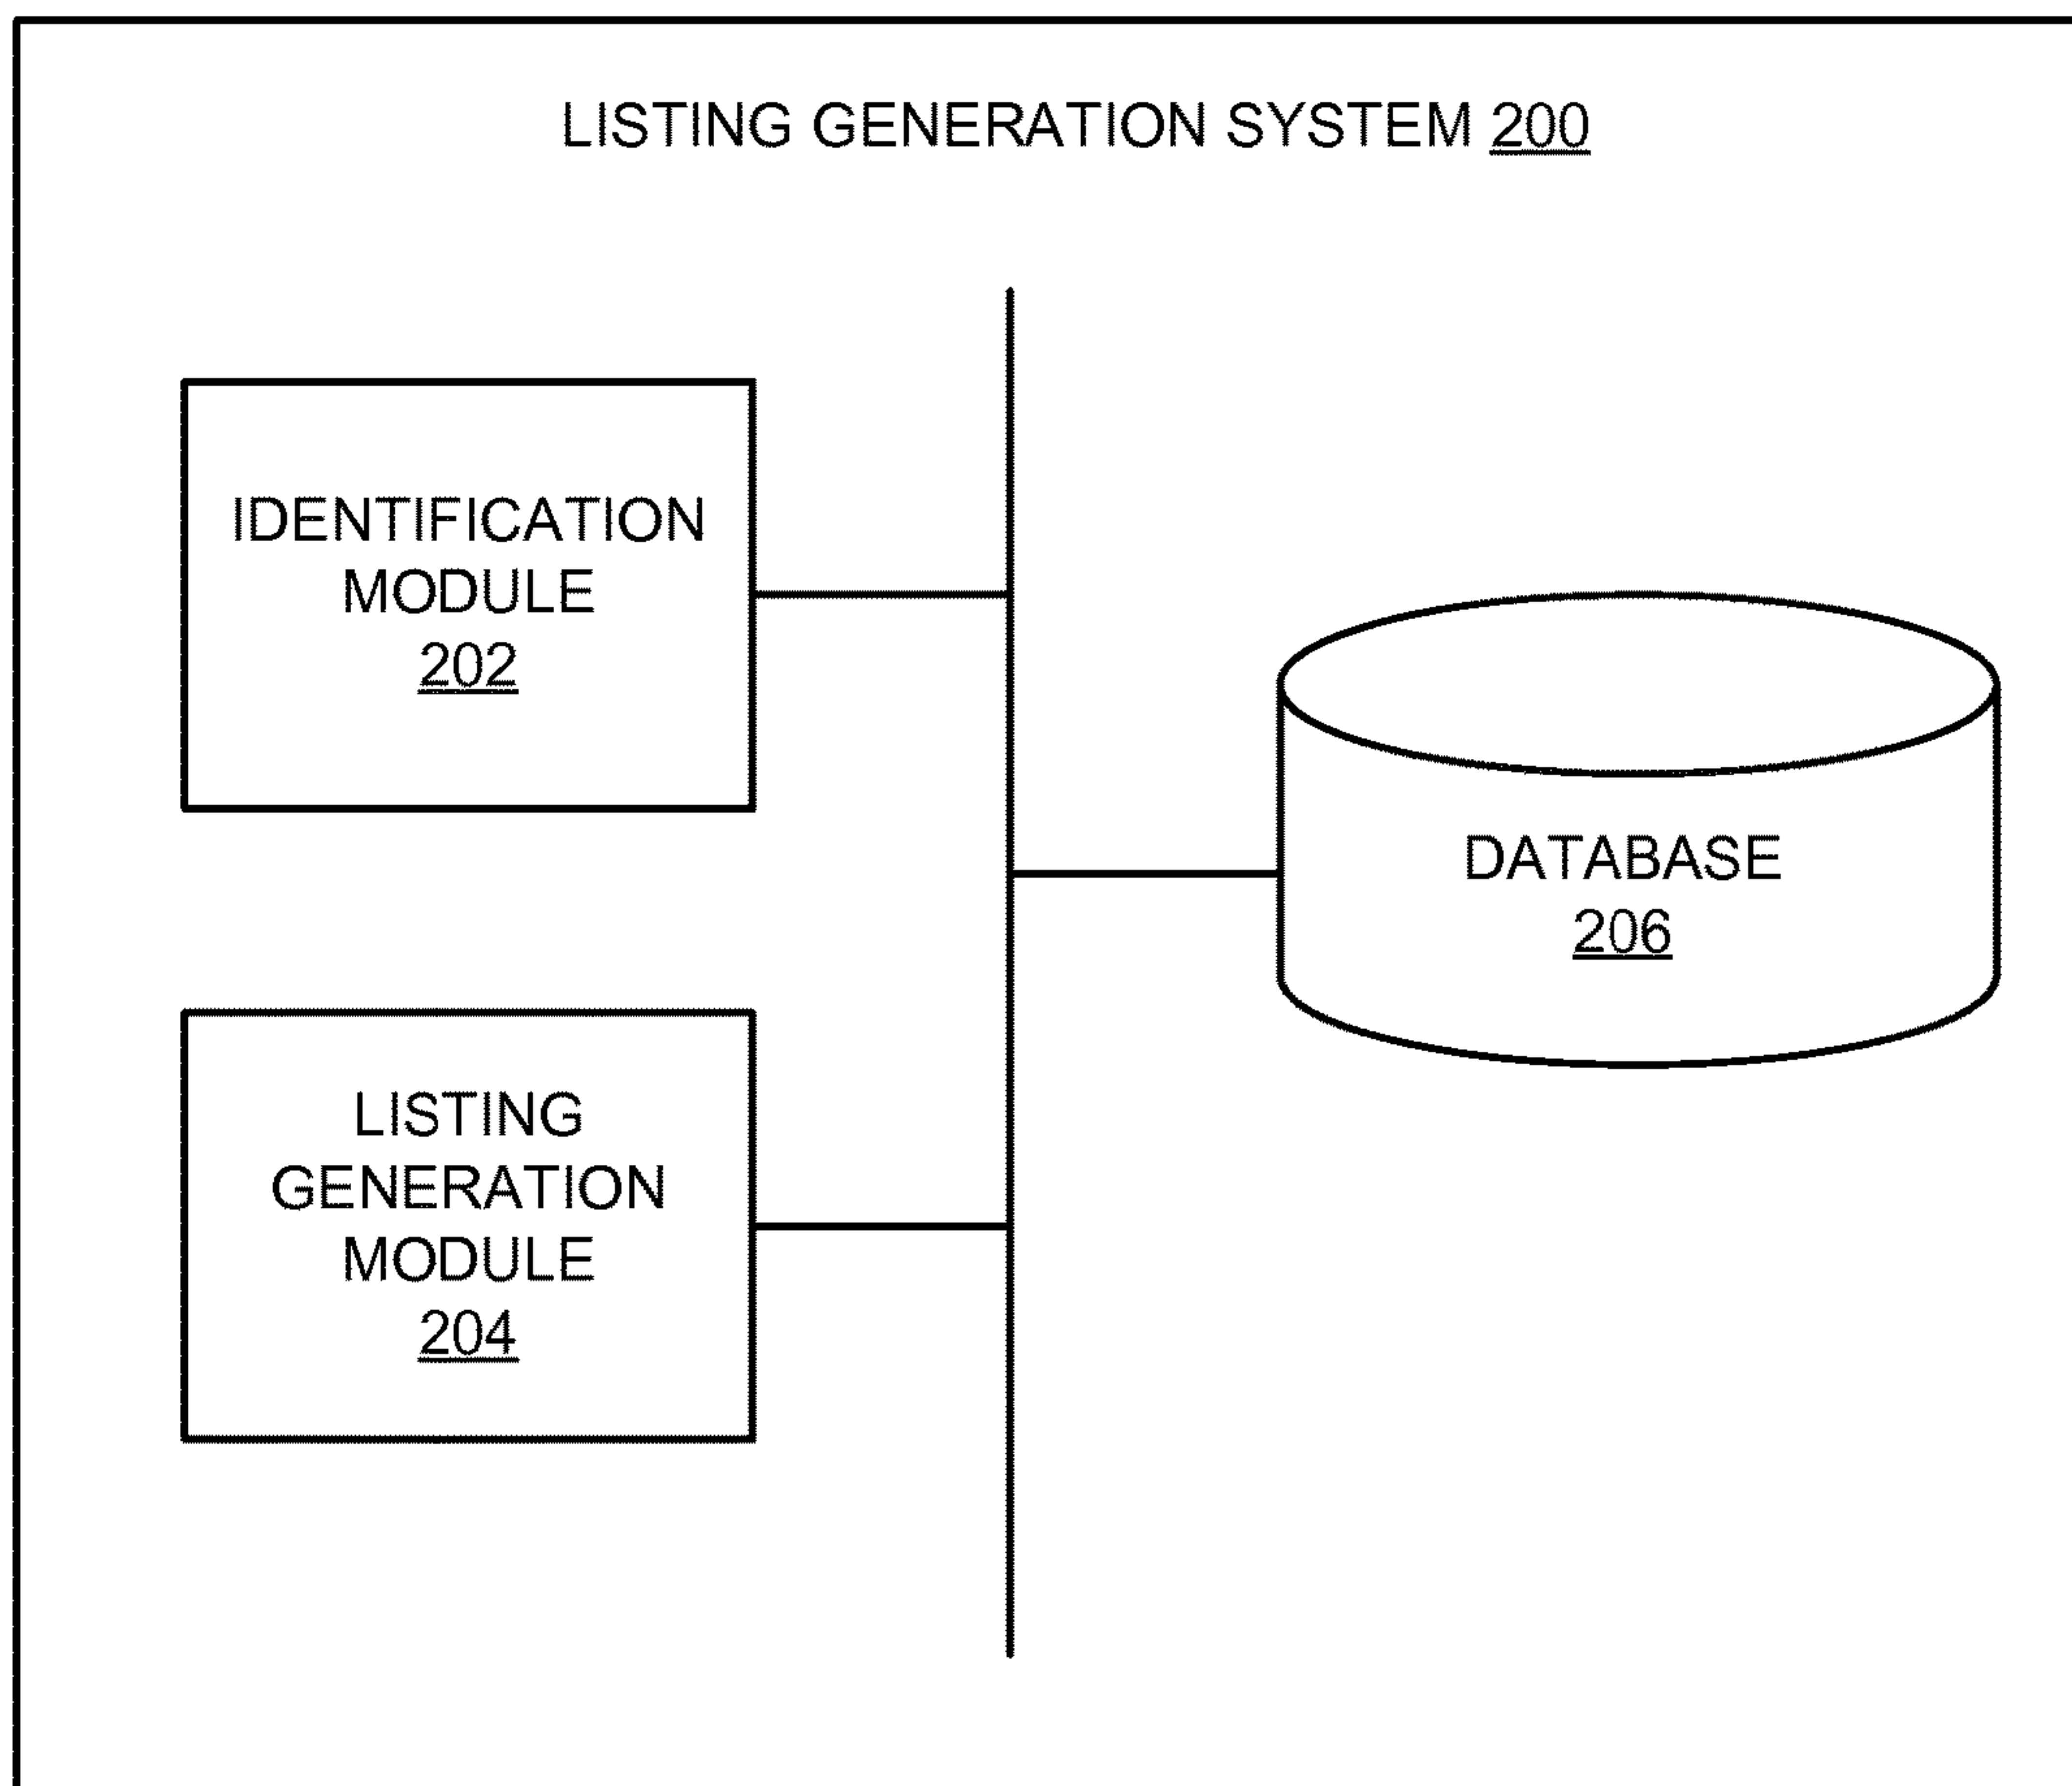 LISTING GENERATION SYSTEM 200
IDENTIFICATION
MODULE
202
DATABASE
206
LISTING
GENERATION
MODULE
204